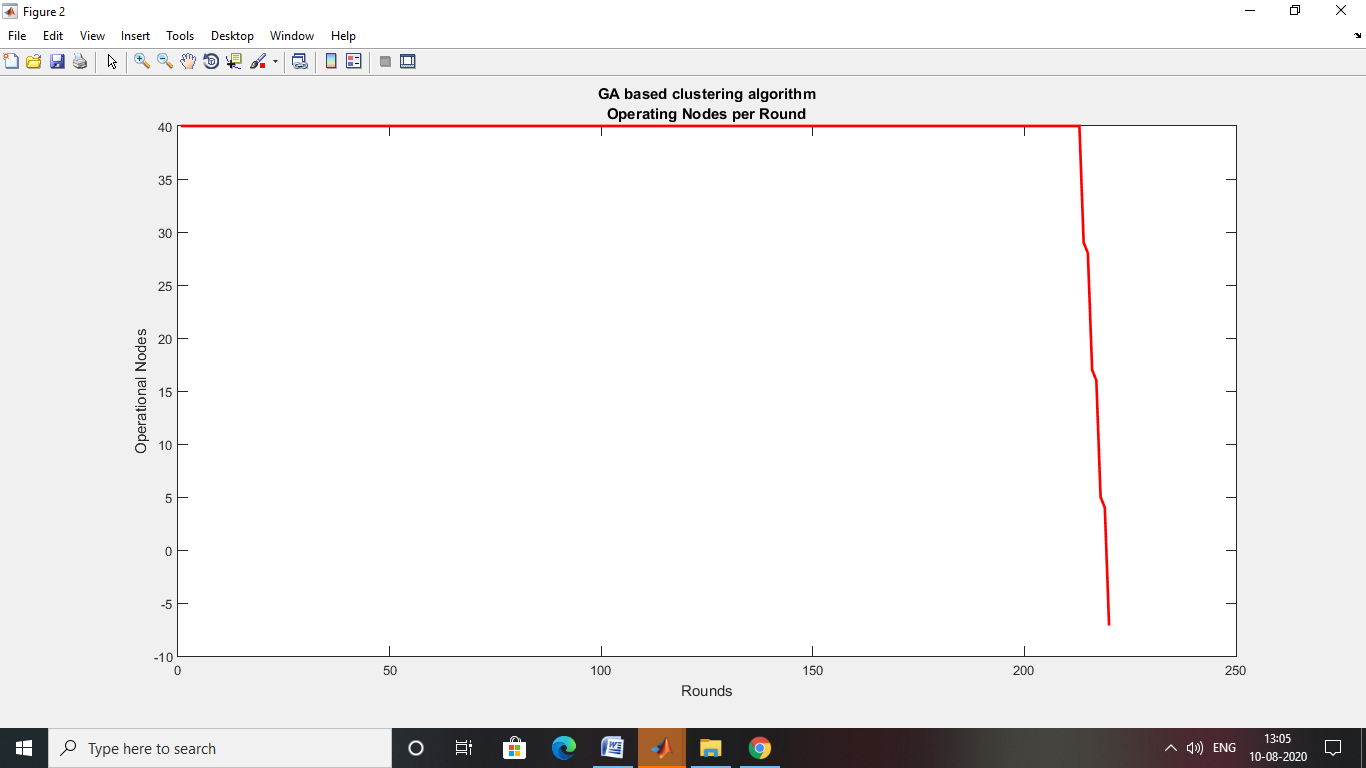 Figure 2
File Edit View Insert Tools Desktop Window Help
GA based clustering algorithm
Operating Nodes per Round
40
35
30
25
20
15
10
5
0
-5
-10
Operational Nodes
0 50 100 150 200 250
Rounds
Type here to search
ENG
13:05
10-08-2020